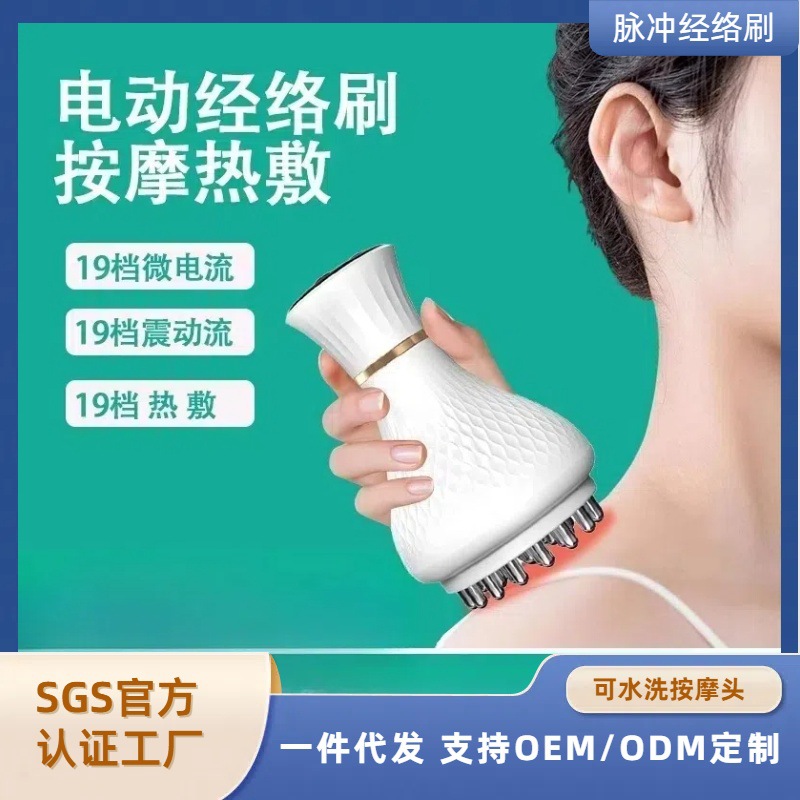 脉冲经络刷
电动经络刷
按摩热敷
19档微电流
19档震动流
19档 热 敷
SGS官方
认证工厂
可水洗按摩头
一件代发 支持OEM/ODM定制